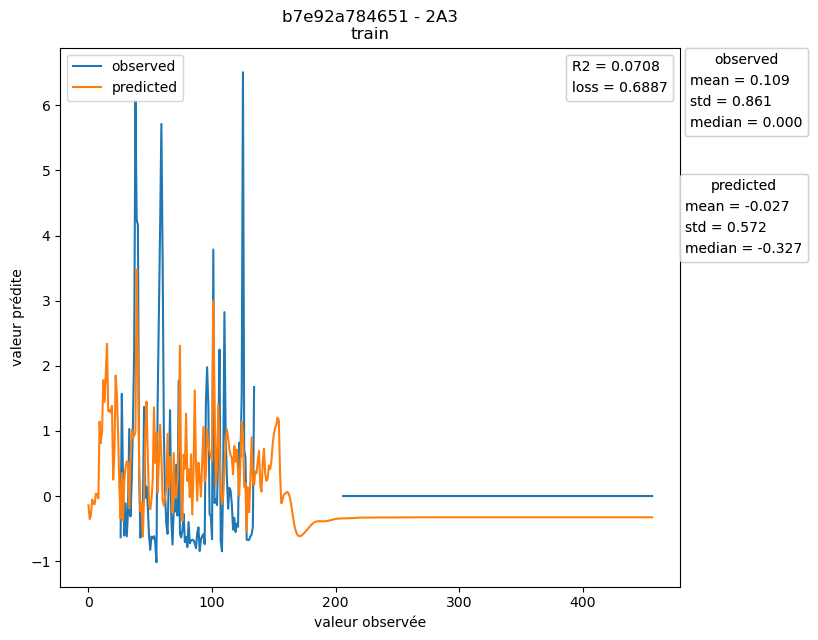 b7e92a784651 - 2A3
train
observed
predicted
R2 = 0.0708
loss = 0.6887
observed
mean = 0.109
std = 0.861
median = 0.000
predicted
mean = -0.027
std = 0.572
median = -0.327
valeur prédite
6
5
4
3
2
1
0
−1
0
100
200
300
400
valeur observée